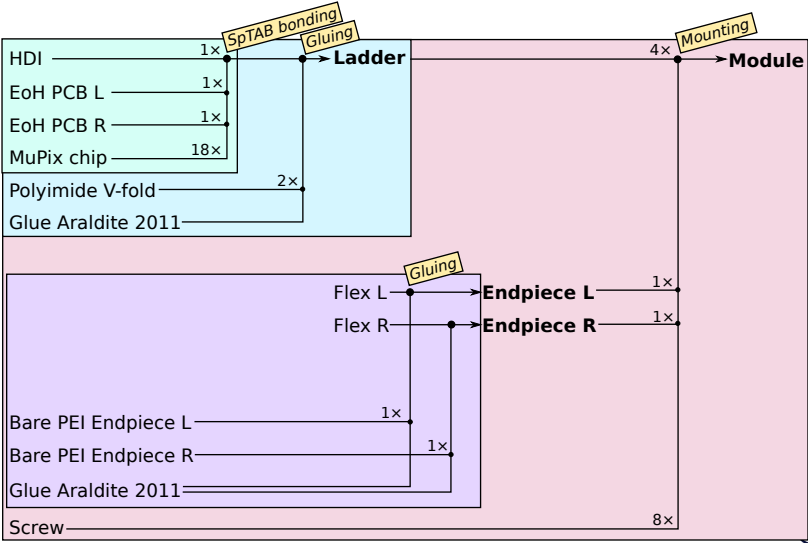 SpTAB bonding
Gluing
Mounting
HDI 1× Ladder 4× Module
EoH PCB L 1×
EoH PCB R 1×
MuPix chip 18×
Polyimide V-fold 2×
Glue Araldite 2011
Gluing
Flex L Endpiece L 1×
Flex R Endpiece R 1×
Bare PEI Endpiece L 1×
Bare PEI Endpiece R 1×
Glue Araldite 2011
Screw 8×